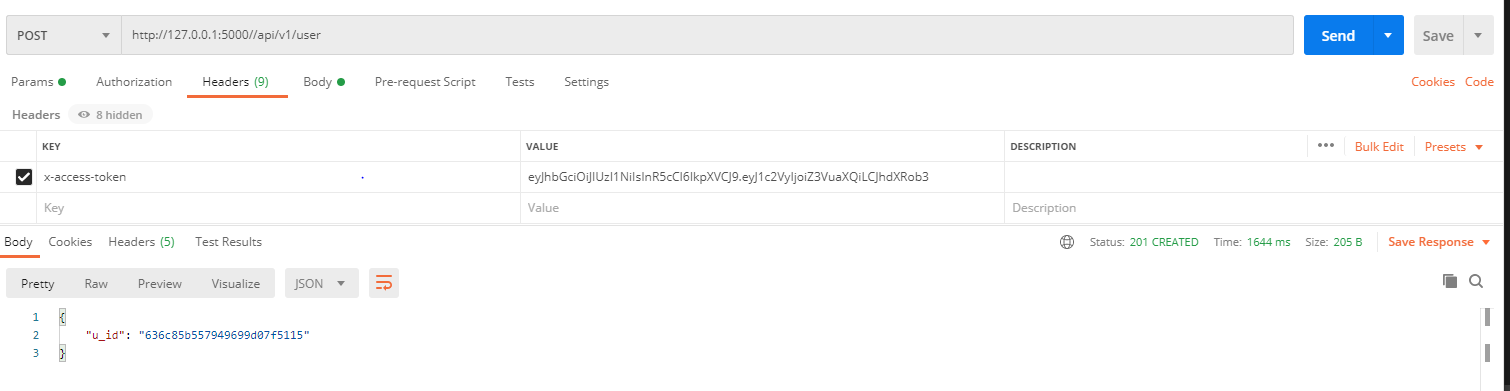 POST http://127.0.0.1:5000//api/v1/user Send Save
Params Authorization Headers (9) Body Pre-request Script Tests Settings Cookies Code
Headers 8 hidden
KEY VALUE DESCRIPTION ••• Bulk Edit Presets
x-access-token eyJhbGciOiJIUzI1NiIsInR5cCI6IkpXVCJ9.eyJ1c2VyIjoiZ3VuaXQiLCJhdXRob3
Key Value Description
Body Cookies Headers (5) Test Results Status: 201 CREATED Time: 1644 ms Size: 205 B Save Response
Pretty Raw Preview Visualize JSON
1 {
2 "u_id": "636c85b557949699d07f5115"
3 }